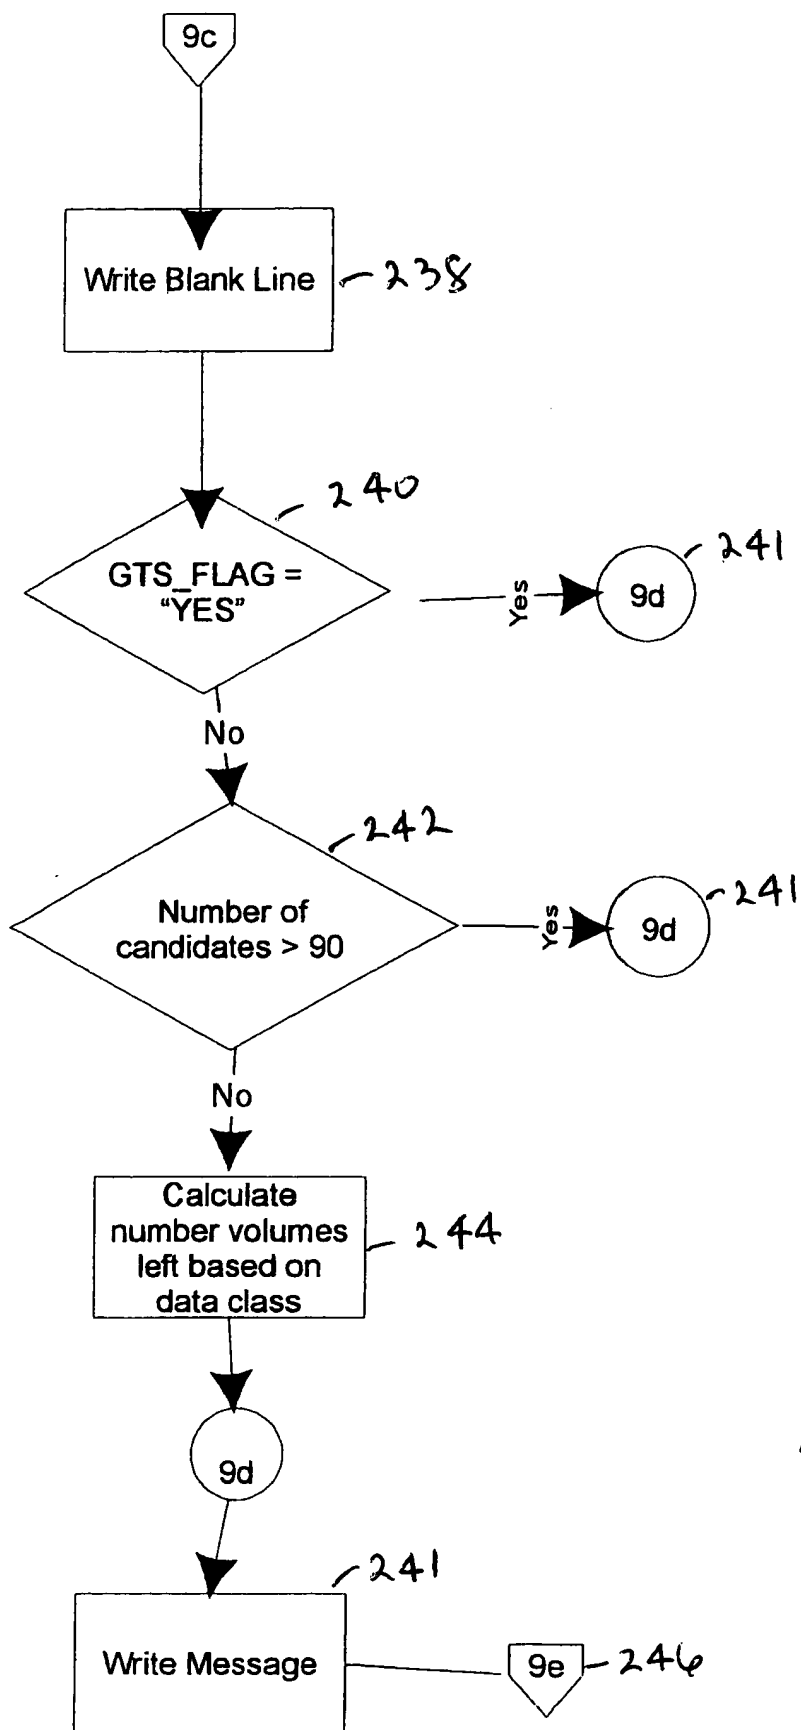 9c
Write Blank Line
238
240
GTS_FLAG =
“YES”
Yes
9d
241
No
242
Number of
candidates > 90
Yes
9d
241
No
Calculate
number volumes
left based on
data class
244
9d
241
Write Message
9e
246